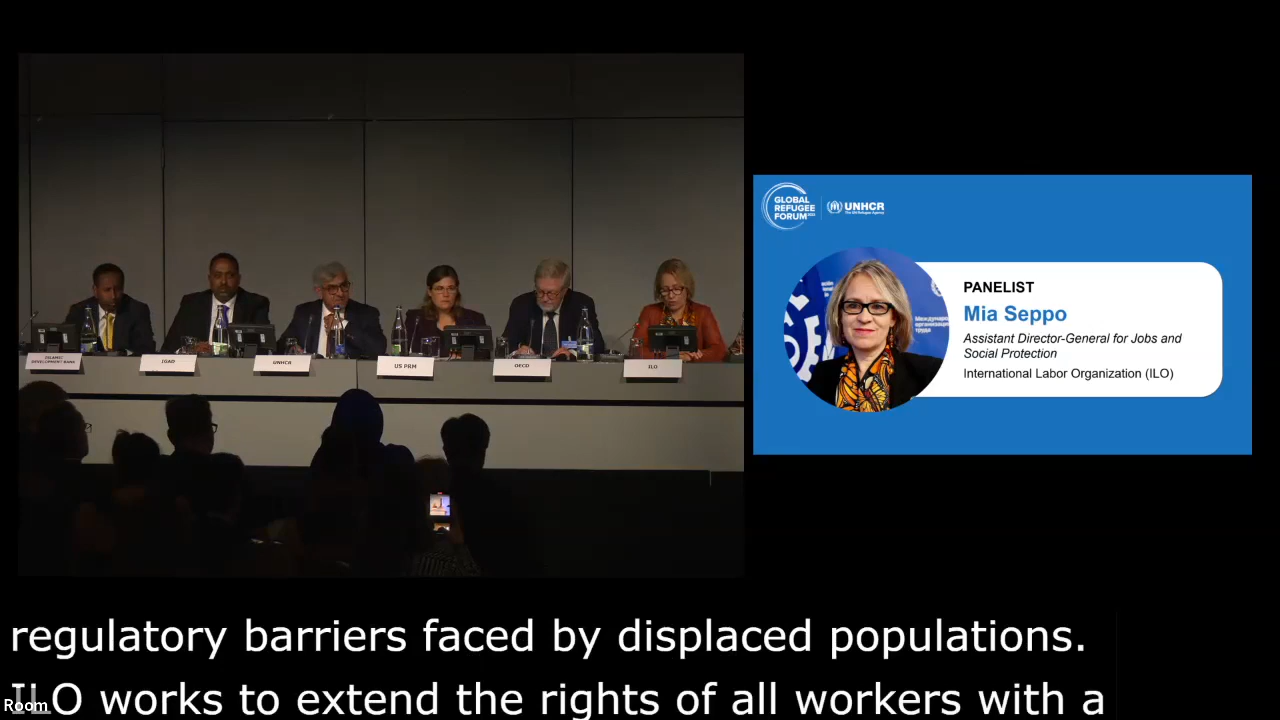 GLOBAL
REFUGEE
FORUM
UNHCR
The UN Refugee Agency
PANELIST
Mia Seppo
Assistant Director-General for Jobs and
Social Protection
International Labor Organization (ILO)
ISLAMIC
DEVELOPMENT BANK
IGAD
UNHCR
US PRM
OECD
ILO
regulatory barriers faced by displaced populations.
ILO works to extend the rights of all workers with a
Room